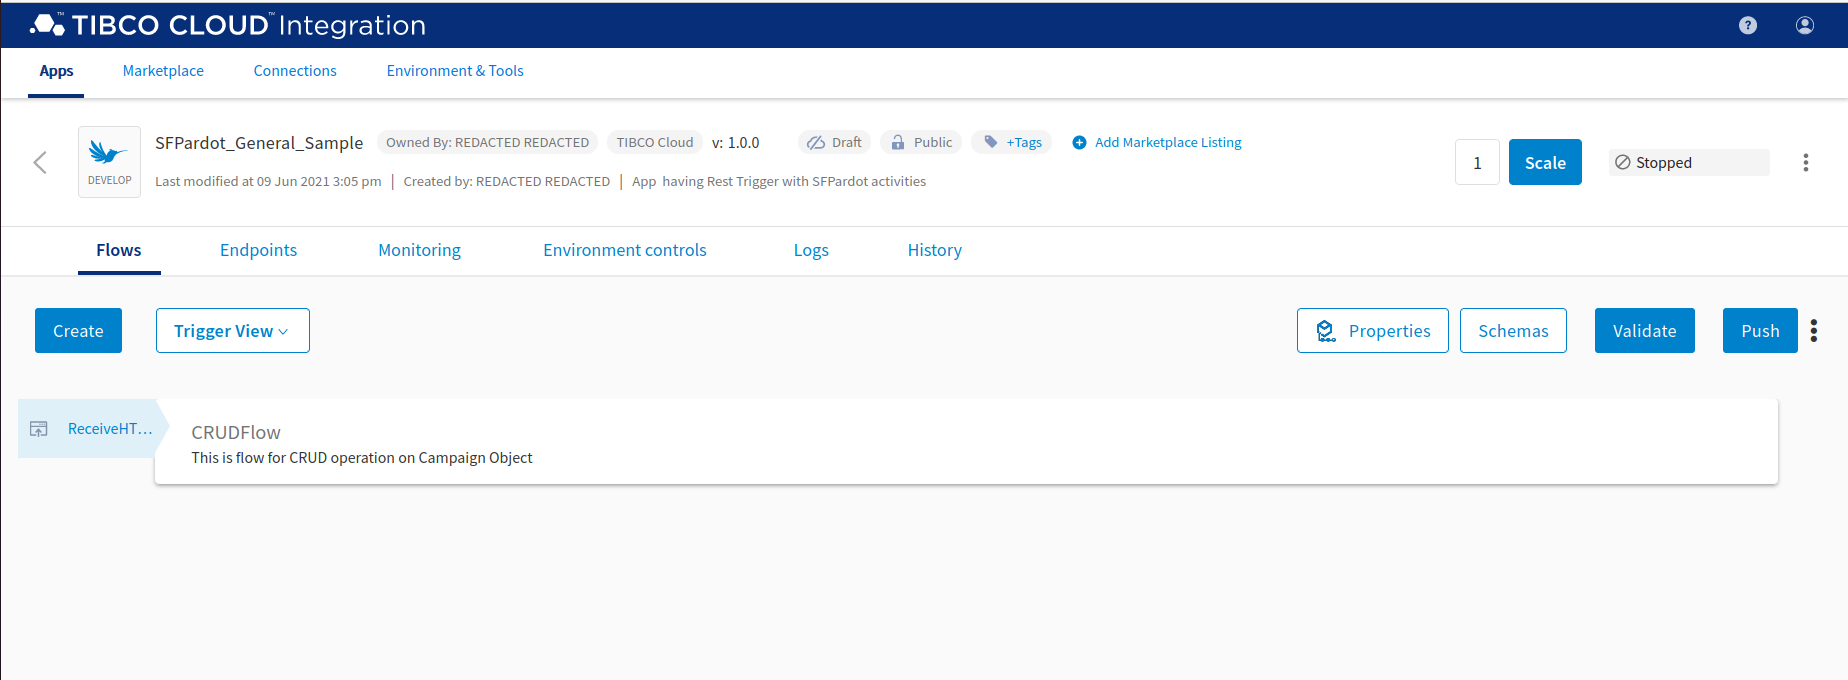 TIBCO CLOUD™ Integration
?
Apps Marketplace Connections Environment & Tools
DEVELOP
SFPardot_General_Sample Owned By: REDACTED REDACTED TIBCO Cloud v: 1.0.0 Draft Public +Tags Add Marketplace Listing
Last modified at 09 Jun 2021 3:05 pm | Created by: REDACTED REDACTED | App having Rest Trigger with SFPardot activities
1 Scale Stopped
Flows Endpoints Monitoring Environment controls Logs History
Create Trigger View Properties Schemas Validate Push
ReceiveHT...
CRUDFlow
This is flow for CRUD operation on Campaign Object